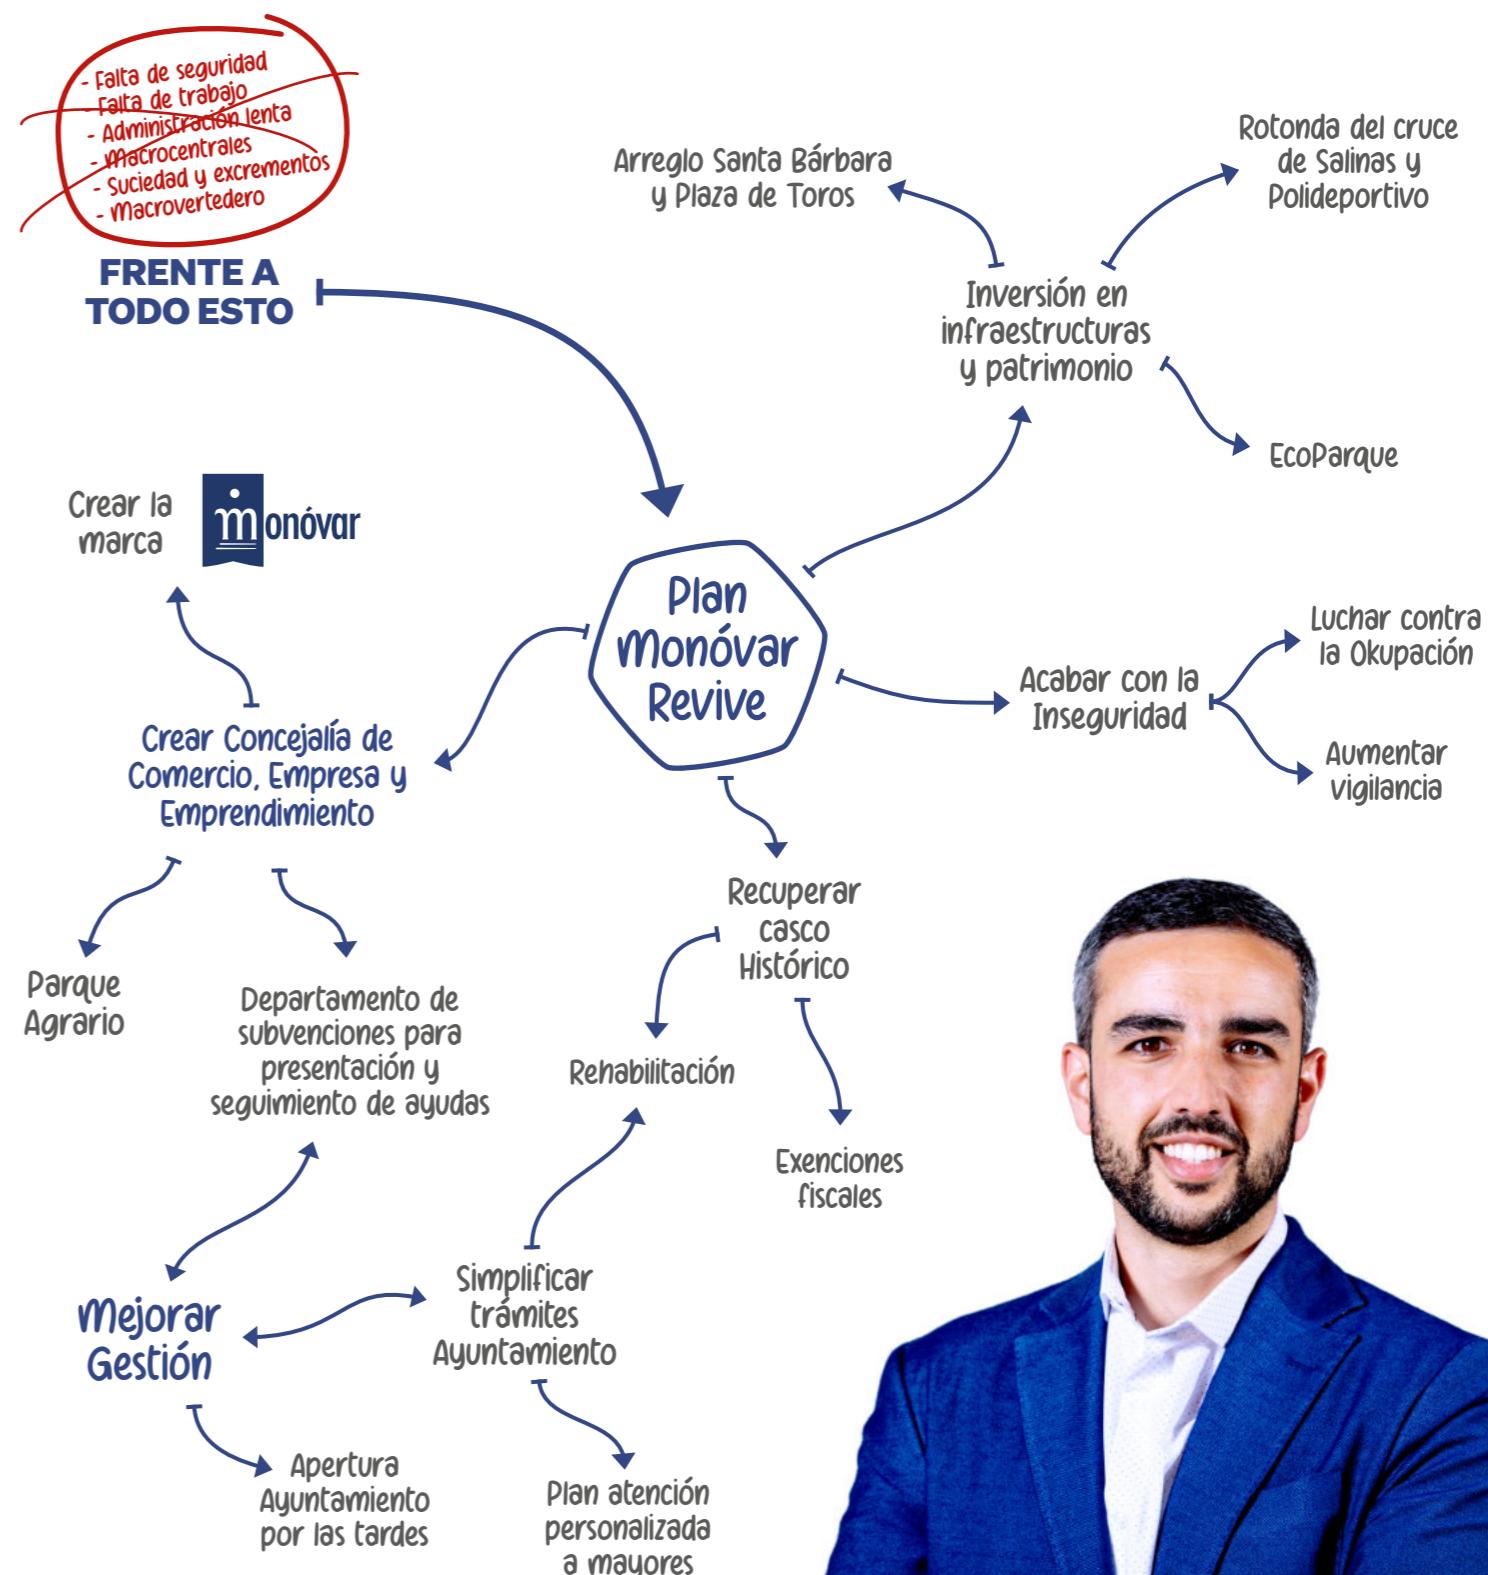 - Falta de seguridad
- Falta de trabajo
- Administración lenta
- Macrocentrales
- Suciedad y excrementos
- Macrovertedero
FRENTE A
TODO ESTO
Arreglo Santa Bárbara
y Plaza de Toros
Rotonda del cruce
de Salinas y
Polideportivo
Inversión en
infraestructuras
y patrimonio
EcoParque
Crear la
marca
monóvar
Plan
Monóvar
Revive
Luchar contra
la Okupación
Acabar con la
Inseguridad
Aumentar
vigilancia
Crear Concejalía de
Comercio, Empresa y
Emprendimiento
Recuperar
casco
Histórico
Parque
Agrario
Departamento de
subvenciones para
presentación y
seguimiento de ayudas
Rehabilitación
Exenciones
fiscales
Mejorar
Gestión
Simplificar
trámites
Ayuntamiento
Apertura
Ayuntamiento
por las tardes
Plan atención
personalizada
a mayores